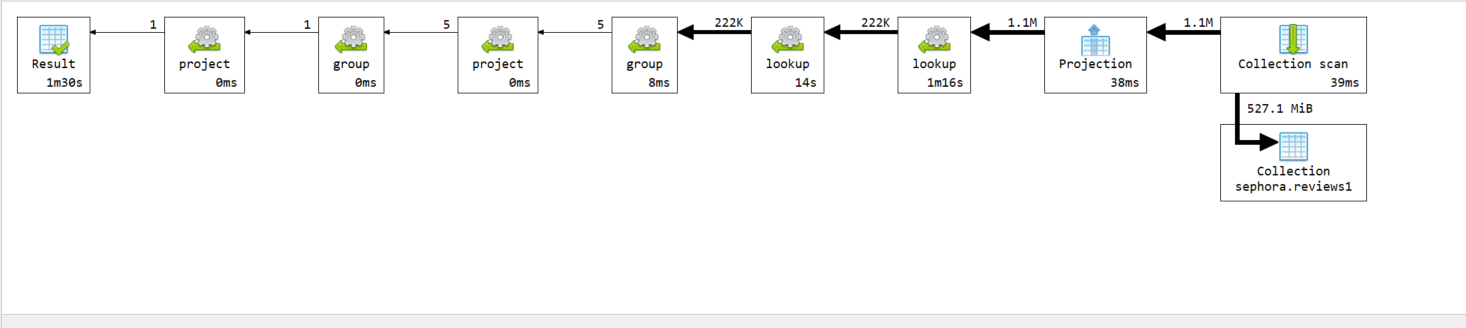 1
1
5
5
222K
222K
1.1M
1.1M
Result
1m30s
project
0ms
group
0ms
project
0ms
group
8ms
lookup
14s
lookup
1m16s
Projection
38ms
Collection scan
39ms
527.1 MiB
Collection
sephora.reviews1